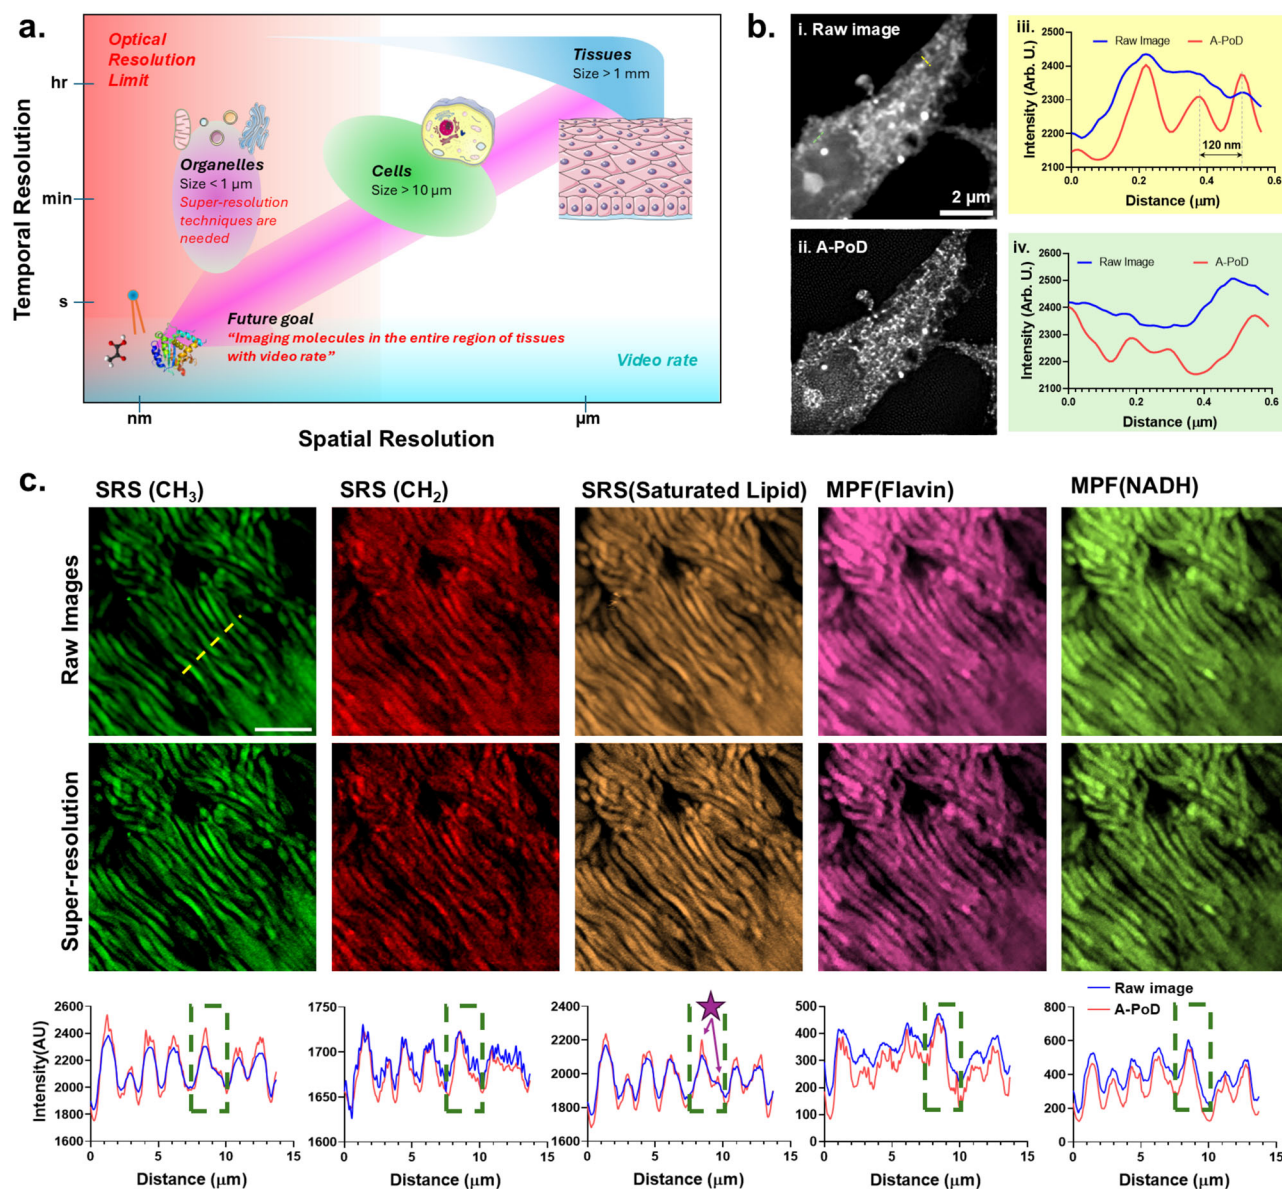 a.
Optical
Resolution
Limit
Tissues
Size > 1 mm
Organelles
Size < 1 μm
Super-resolution
techniques are
needed
Cells
Size > 10 μm
Future goal
“Imaging molecules in the entire region of tissues
with video rate”
Video rate
hr
min
s
Temporal Resolution
nm
μm
Spatial Resolution
b.
i. Raw image
2 μm
ii. A-PoD
iii.
Raw Image
A-PoD
2500
2400
2300
2200
2100
120 nm
0.0
0.2
0.4
0.6
Intensity (Arb. U.)
Distance (μm)
iv.
Raw Image
A-PoD
2600
2500
2400
2300
2200
2100
0.0
0.2
0.4
0.6
Intensity (Arb. U.)
Distance (μm)
c.
SRS (CH₃)
SRS (CH₂)
SRS(Saturated Lipid)
MPF(Flavin)
MPF(NADH)
Raw Images
Super-resolution
Intensity(AU)
2600
2400
2200
2000
1800
1600
0
5
10
15
Distance (μm)
1750
1700
1650
1600
0
5
10
15
Distance (μm)
2400
2200
2000
1800
1600
0
5
10
15
Distance (μm)
500
400
300
200
100
0
0
5
10
15
Distance (μm)
Raw image
A-PoD
800
600
400
200
0
0
5
10
15
Distance (μm)